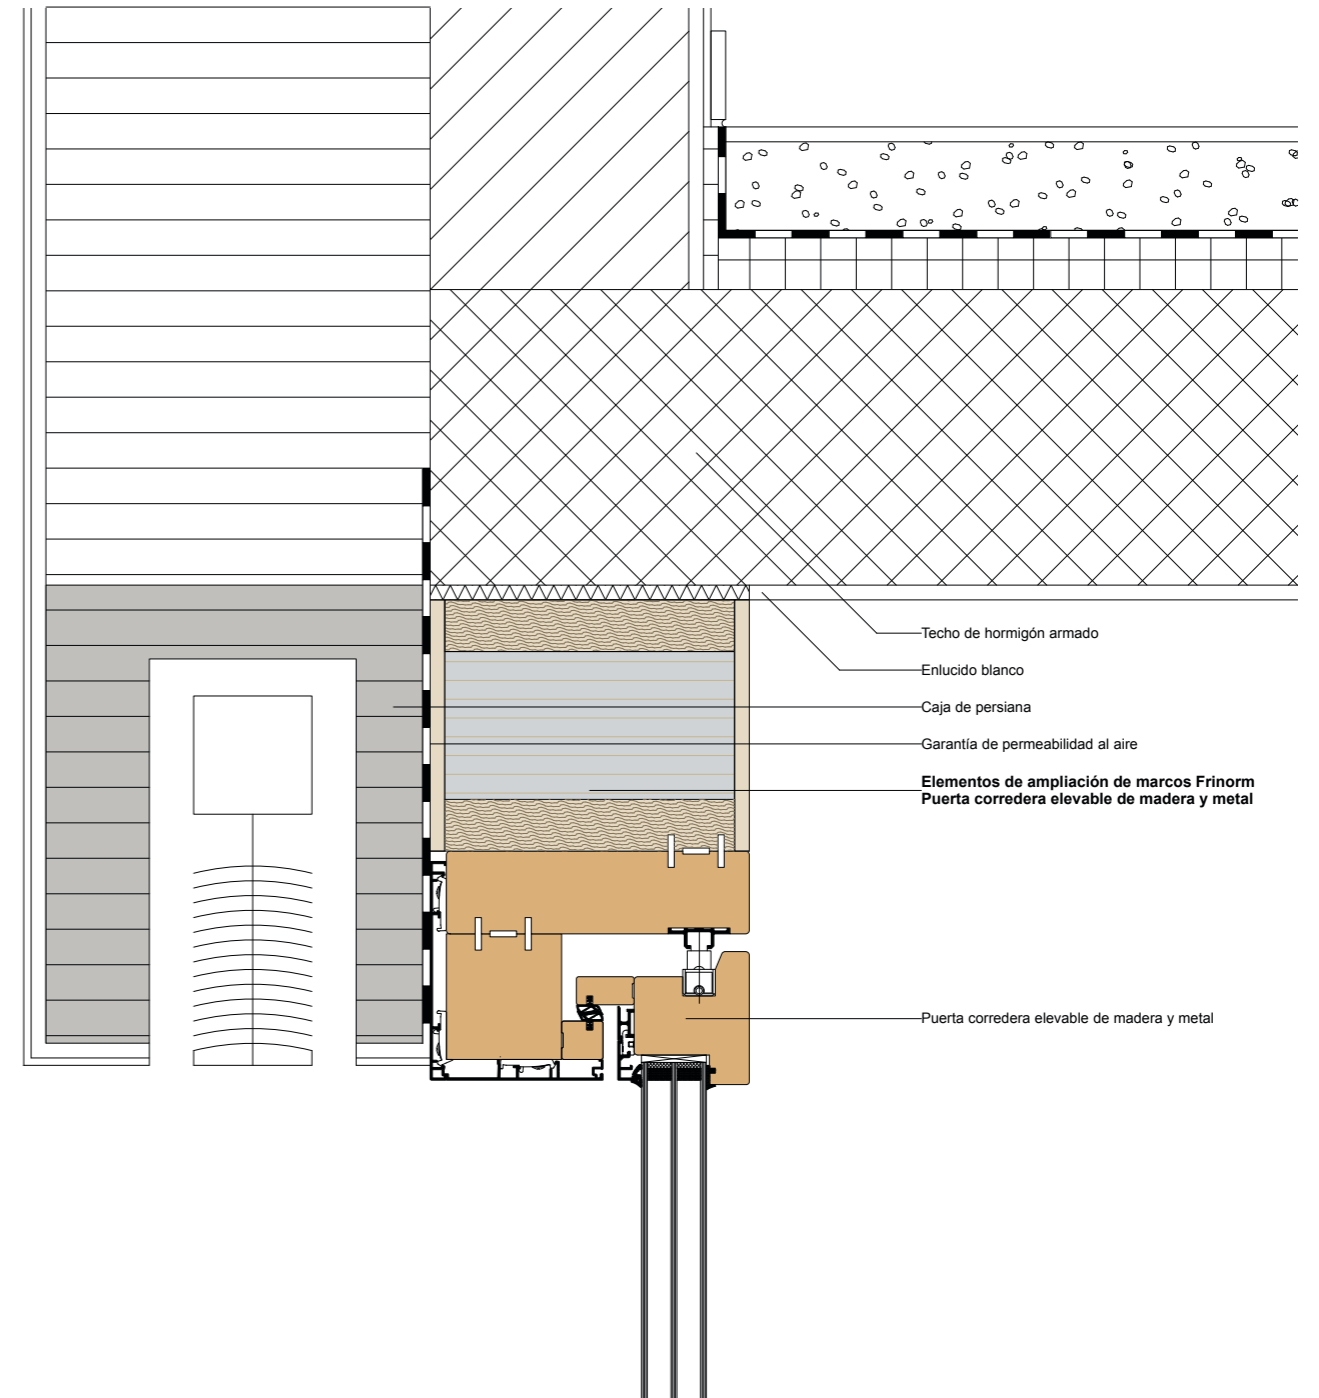 Techo de hormigón armado
Enlucido blanco
Caja de persiana
Garantía de permeabilidad al aire
Elementos de ampliación de marcos Frinorm
Puerta corredera elevable de madera y metal
Puerta corredera elevable de madera y metal